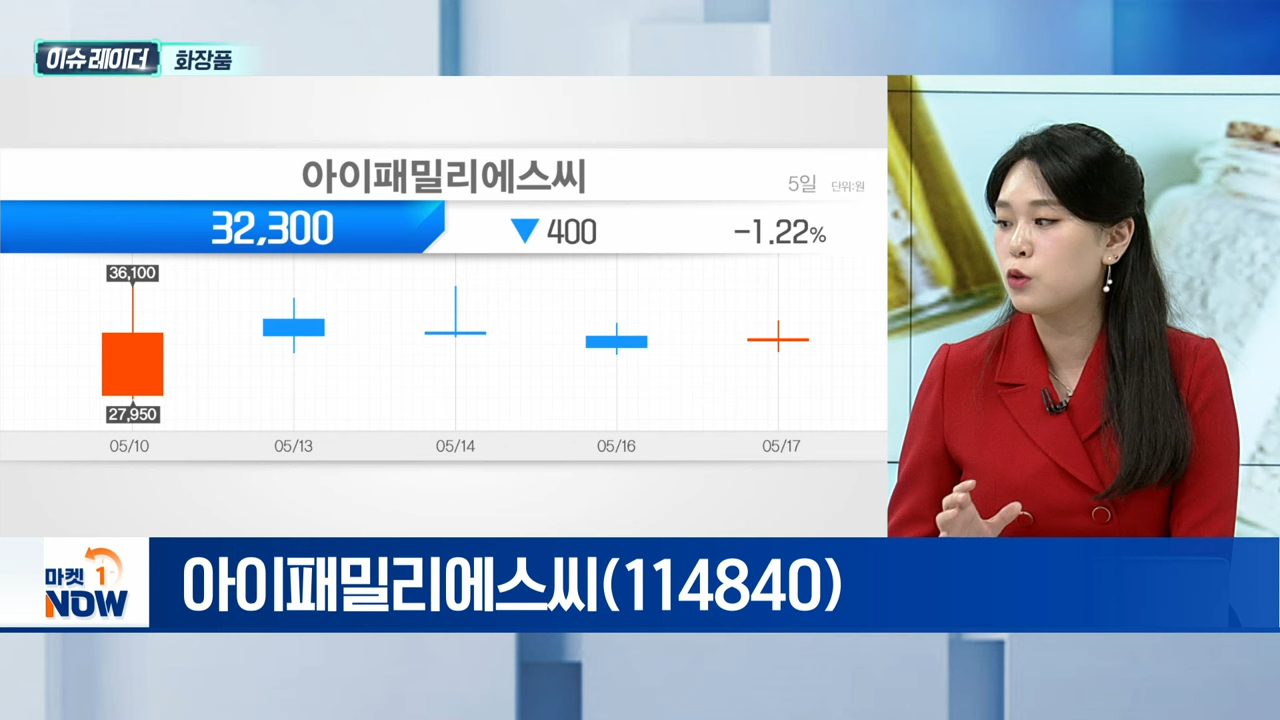 이슈 레이더 화장품
아이패밀리에스씨
5일 단위:원
32,300 ▼ 400 -1.22%
36,100
27,950
05/10 05/13 05/14 05/16 05/17
마켓 1
NOW
아이패밀리에스씨(114840)